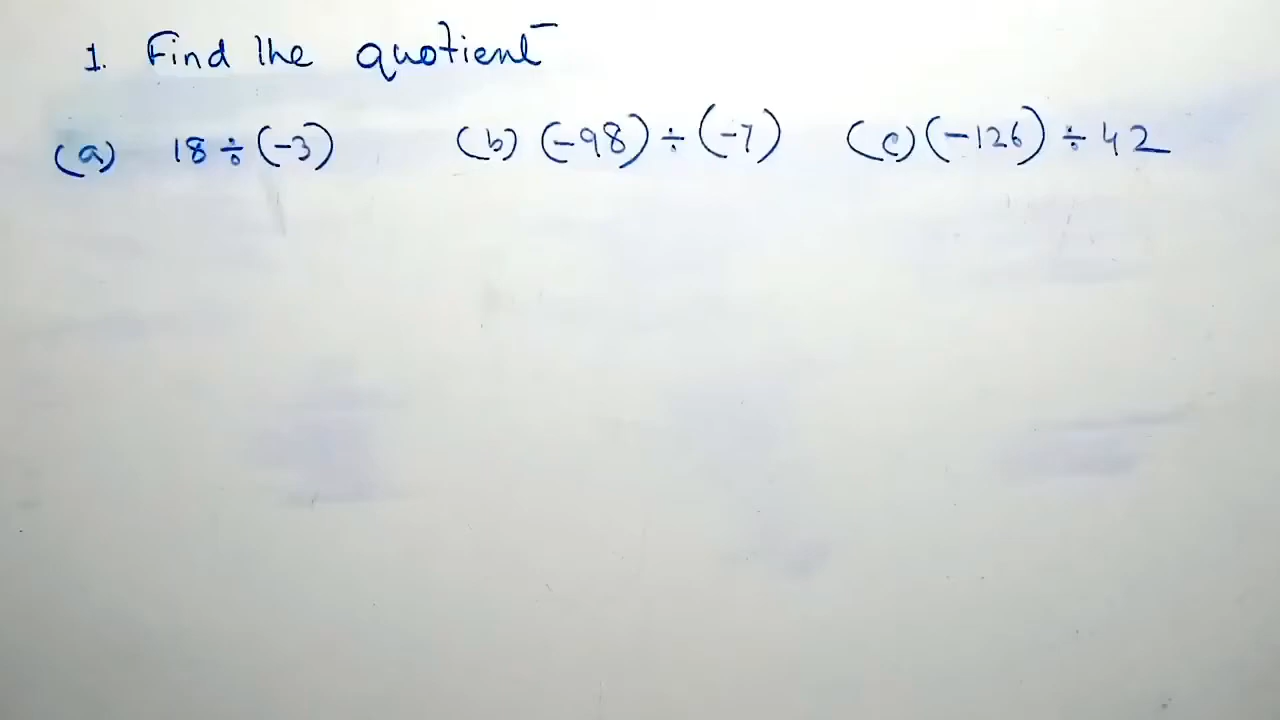 1. Find the quotient
(a) 18 ÷ (-3) (b) (-98) ÷ (-7) (c) (-126) ÷ 42